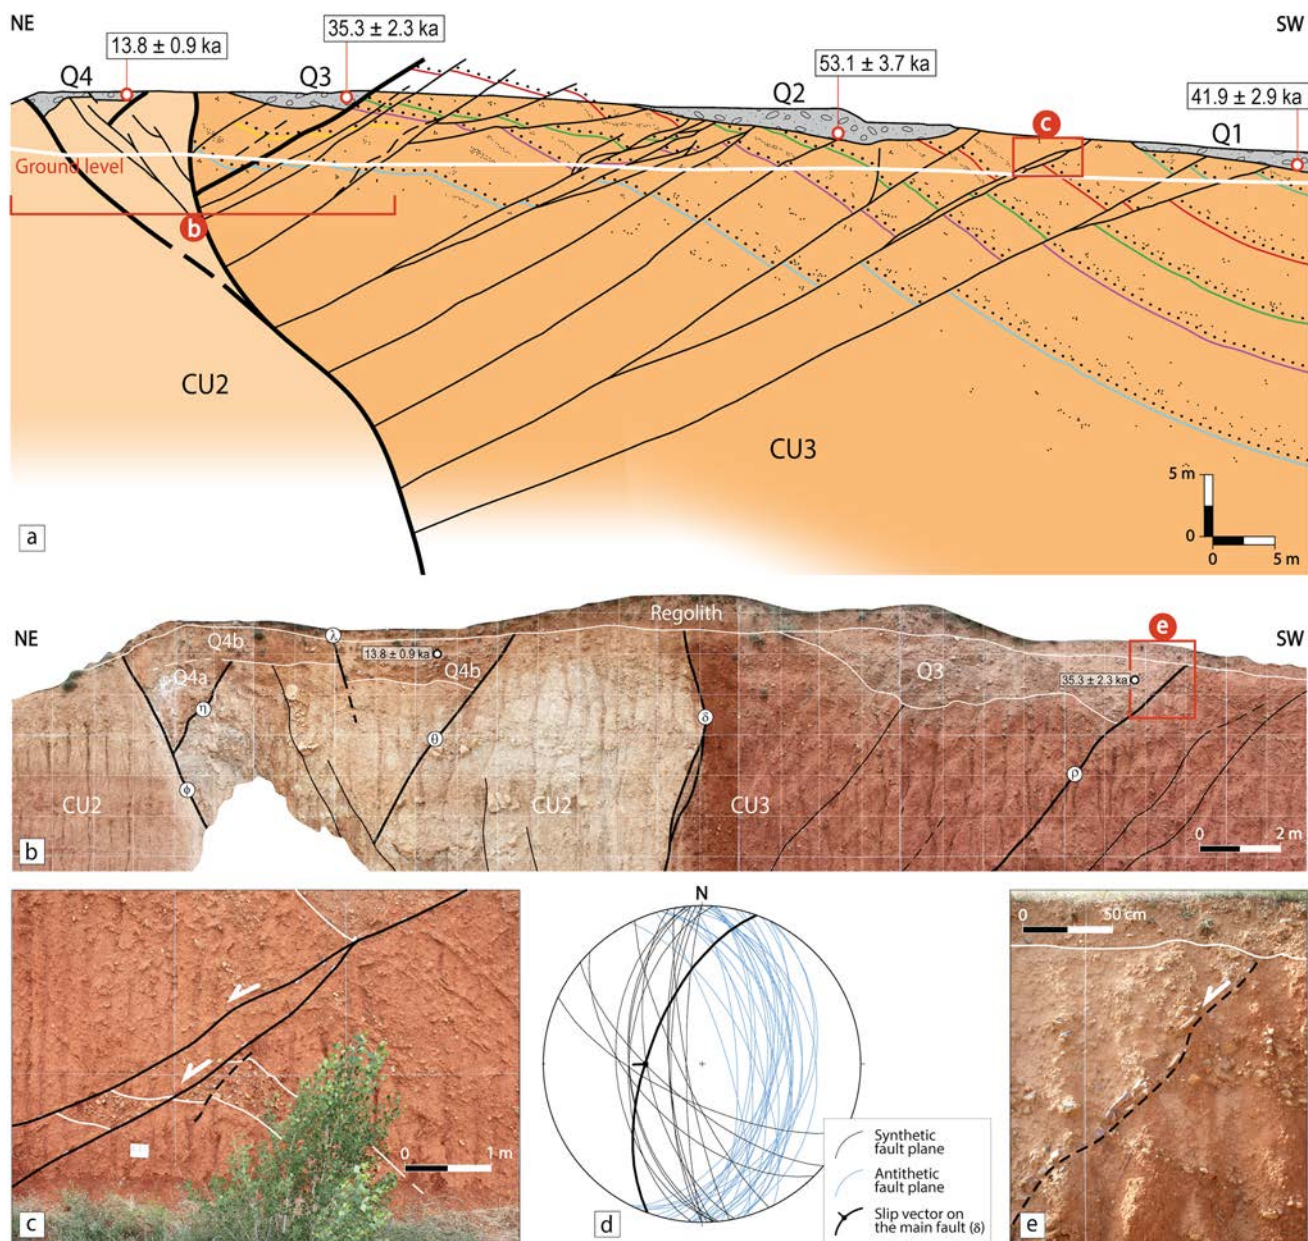 NE
SW
13.8 ± 0.9 ka
35.3 ± 2.3 ka
53.1 ± 3.7 ka
41.9 ± 2.9 ka
Q4
Q3
Q2
Q1
c
Ground level
b
CU2
CU3
5 m
0
0
5 m
a
NE
SW
Regolith
e
Q4b
λ
13.8 ± 0.9 ka
Q4b
Q4a
Q3
35.3 ± 2.3 ka
η
δ
θ
ρ
ϕ
CU2
CU2
CU3
0
2 m
b
0
1 m
c
N
Synthetic
fault plane
Antithetic
fault plane
Slip vector on
the main fault (δ)
d
0
50 cm
e